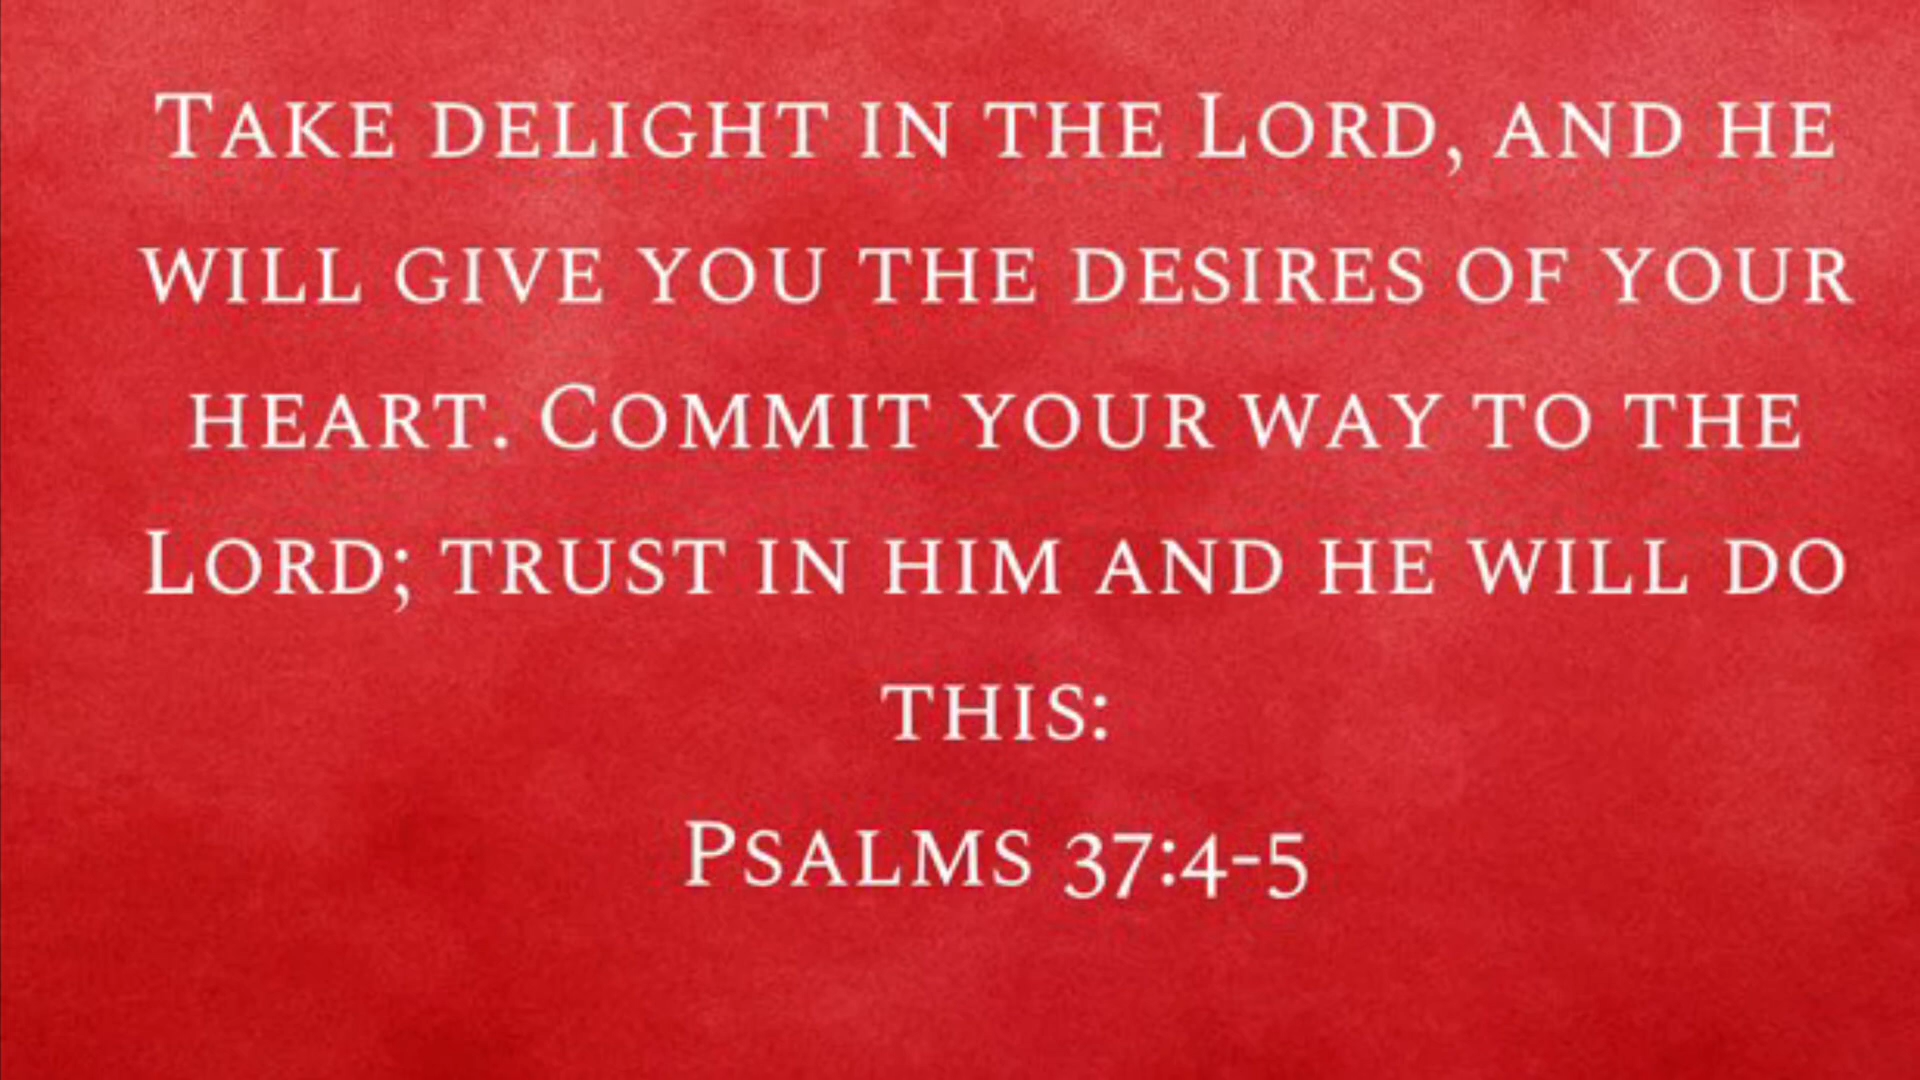 Take delight in the Lord, and he
will give you the desires of your
heart. Commit your way to the
Lord; trust in him and he will do
this:
Psalms 37:4-5